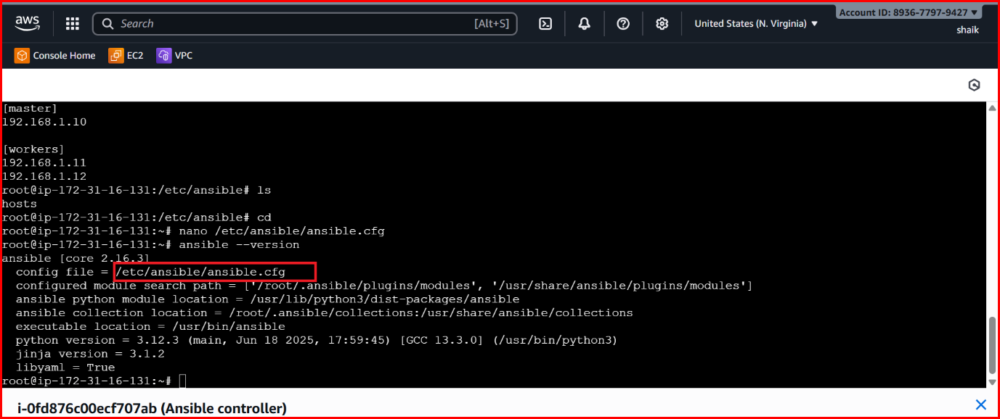 aws
Search [Alt+S]
United States (N. Virginia) ▼
Account ID: 8936-7797-9427 ▼
shaik
Console Home EC2 VPC
[master]
192.168.1.10
[workers]
192.168.1.11
192.168.1.12
root@ip-172-31-16-131:/etc/ansible# ls
hosts
root@ip-172-31-16-131:/etc/ansible# cd
root@ip-172-31-16-131:~# nano /etc/ansible/ansible.cfg
root@ip-172-31-16-131:~# ansible --version
ansible [core 2.16.3]
  config file = /etc/ansible/ansible.cfg
  configured module search path = ['/root/.ansible/plugins/modules', '/usr/share/ansible/plugins/modules']
  ansible python module location = /usr/lib/python3/dist-packages/ansible
  ansible collection location = /root/.ansible/collections:/usr/share/ansible/collections
  executable location = /usr/bin/ansible
  python version = 3.12.3 (main, Jun 18 2025, 17:59:45) [GCC 13.3.0] (/usr/bin/python3)
  jinja version = 3.1.2
  libyaml = True
root@ip-172-31-16-131:~#
i-0fd876c00ecf707ab (Ansible controller)